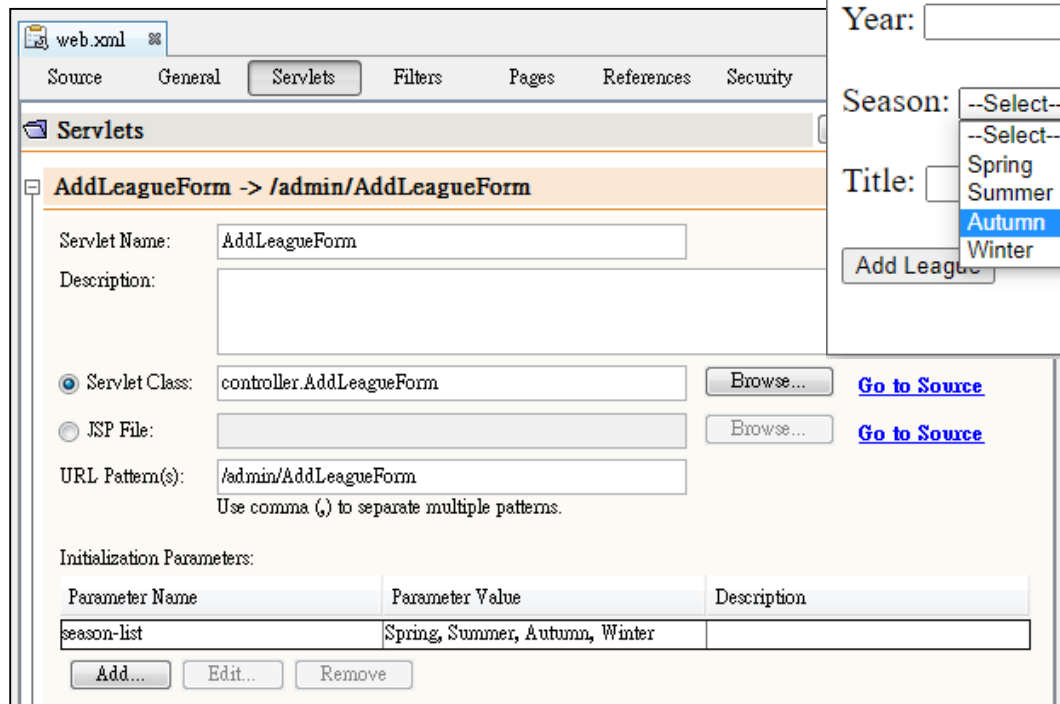 web.xml
Source General Servlets Filters Pages References Security
Servlets
AddLeagueForm -> /admin/AddLeagueForm
Servlet Name: AddLeagueForm
Description:
Servlet Class: controller.AddLeagueForm Browse... Go to Source
JSP File: Browse... Go to Source
URL Pattern(s): /admin/AddLeagueForm
Use comma (,) to separate multiple patterns.
Initialization Parameters:
Parameter Name Parameter Value Description
season-list Spring, Summer, Autumn, Winter
Add... Edit... Remove
Year:
Season: --Select--
--Select--
Spring
Summer
Autumn
Winter
Title:
Add League